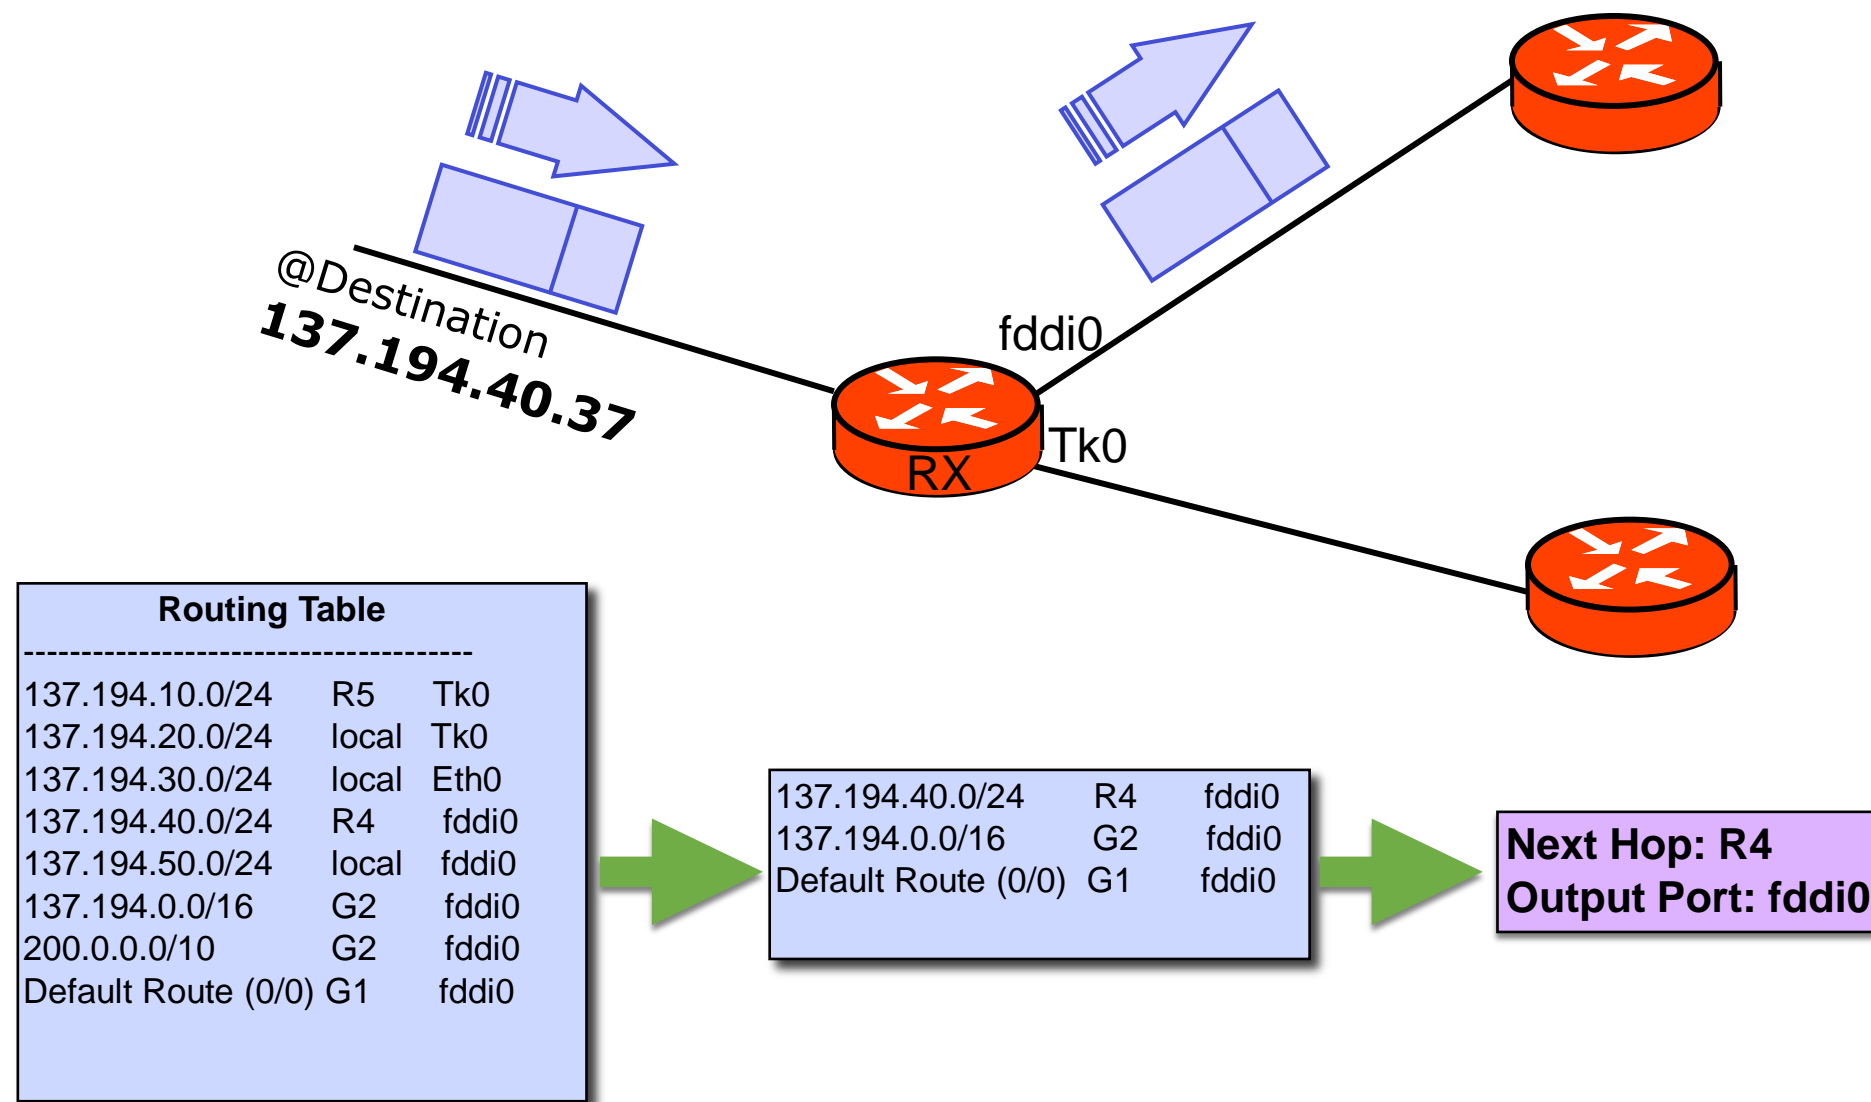 @Destination
137.194.40.37
fddi0
Tk0
RX
Routing Table
---------------------------------------
137.194.10.0/24 R5 Tk0
137.194.20.0/24 local Tk0
137.194.30.0/24 local Eth0
137.194.40.0/24 R4 fddi0
137.194.50.0/24 local fddi0
137.194.0.0/16 G2 fddi0
200.0.0.0/10 G2 fddi0
Default Route (0/0) G1 fddi0
137.194.40.0/24 R4 fddi0
137.194.0.0/16 G2 fddi0
Default Route (0/0) G1 fddi0
Next Hop: R4
Output Port: fddi0